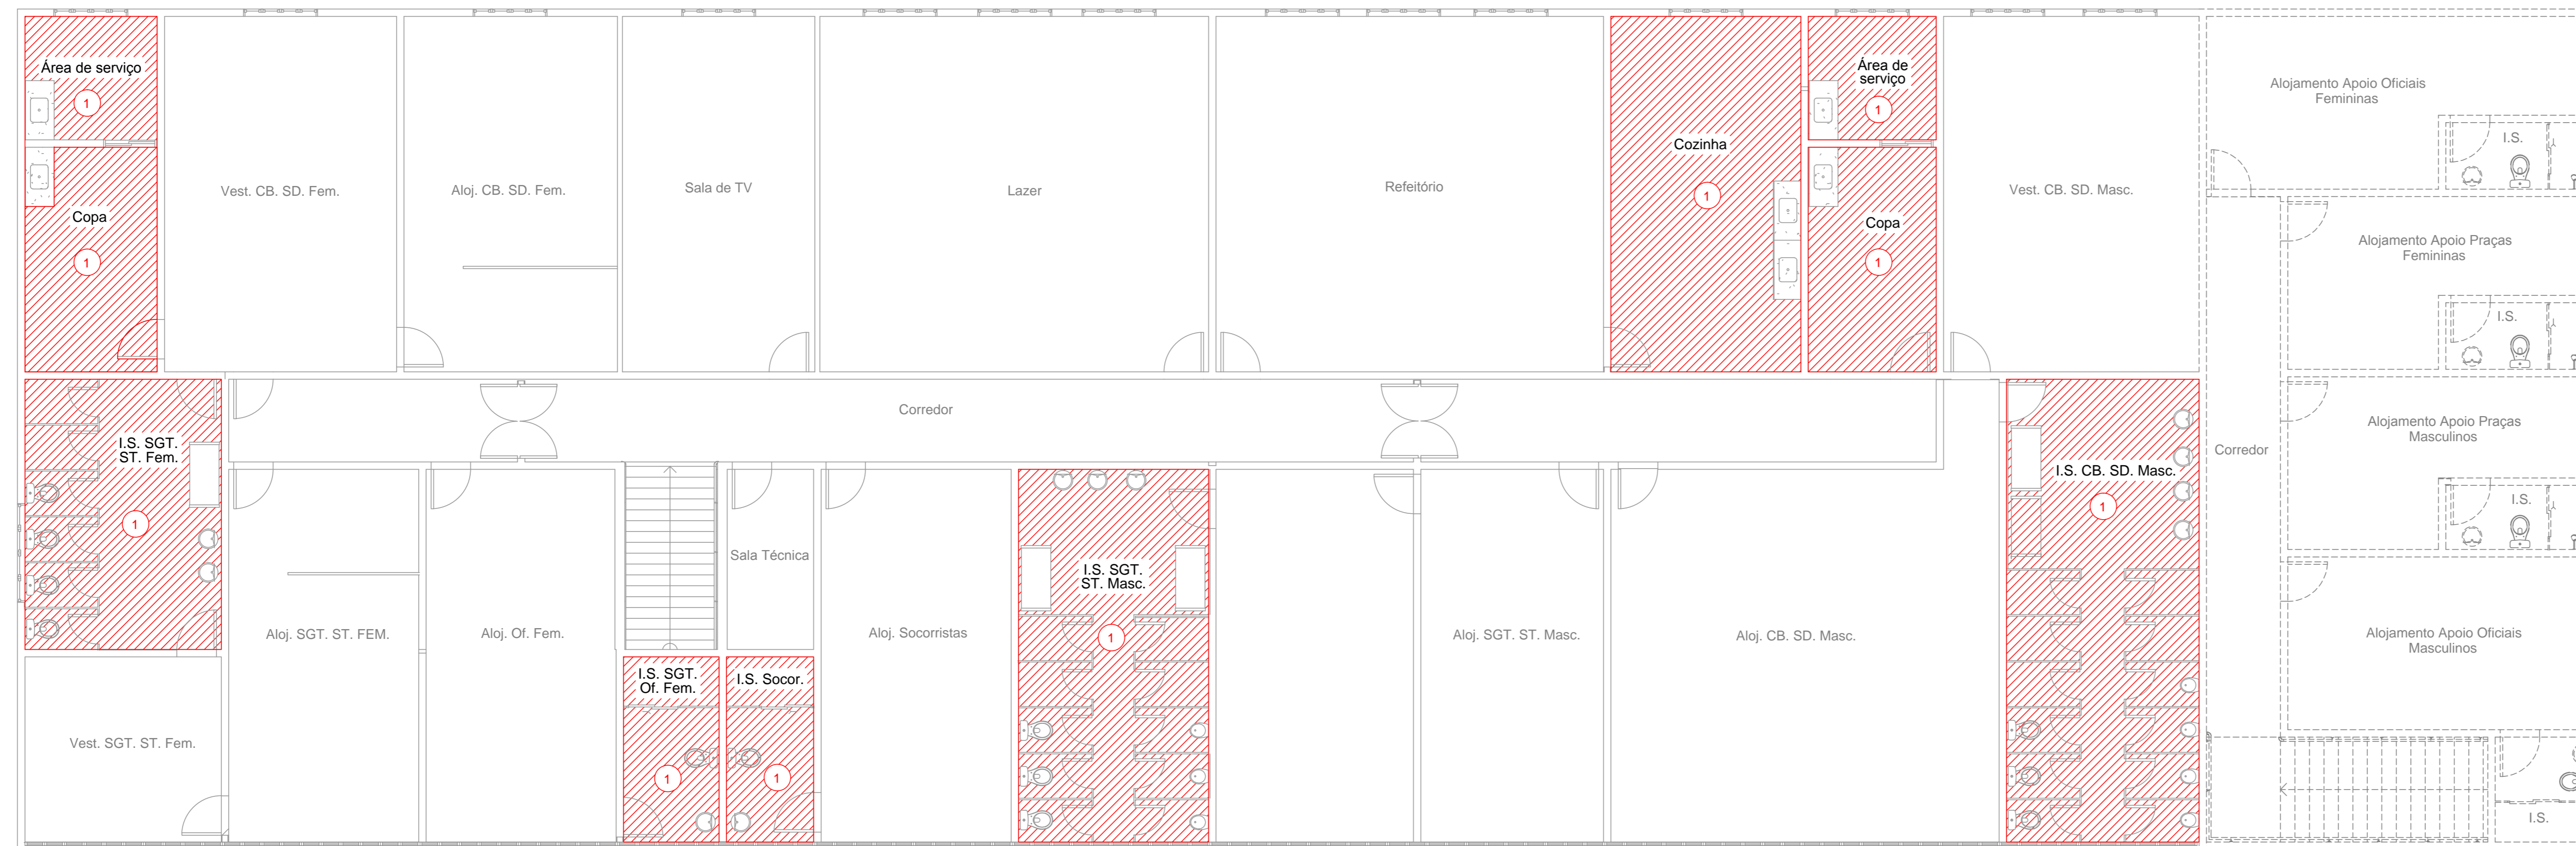 Área de serviço
1
Copa
1
Vest. CB. SD. Fem.
Aloj. CB. SD. Fem.
Sala de TV
Lazer
Refeitório
Cozinha
1
Área de
serviço
1
Copa
1
Vest. CB. SD. Masc.
Alojamento Apoio Oficiais
Femininas
I.S.
Alojamento Apoio Praças
Femininas
I.S.
Corredor
I.S. SGT.
ST. Fem.
1
I.S. CB. SD. Masc.
1
Corredor
Alojamento Apoio Praças
Masculinos
I.S.
Sala Técnica
I.S. SGT.
ST. Masc.
1
Aloj. SGT. ST. FEM.
Aloj. Of. Fem.
Aloj. Socorristas
Aloj. SGT. ST. Masc.
Aloj. CB. SD. Masc.
Alojamento Apoio Oficiais
Masculinos
I.S. SGT.
Of. Fem.
1
I.S. Socor.
1
Vest. SGT. ST. Fem.
I.S.